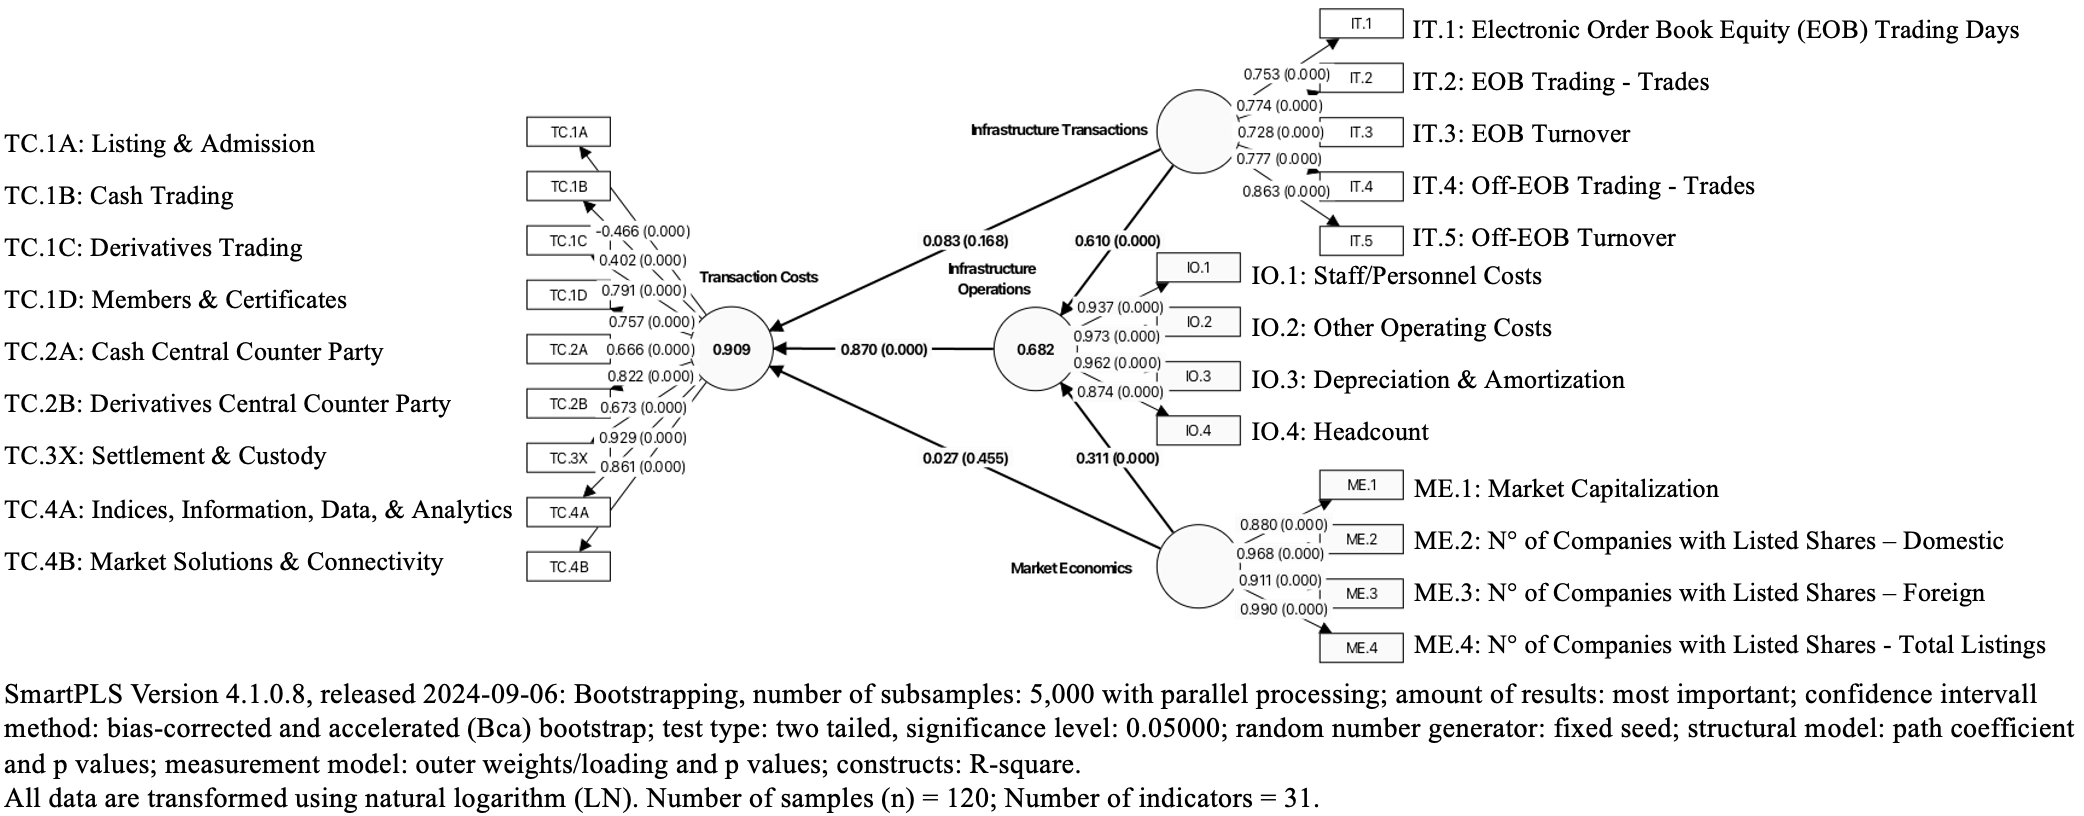 TC.1A: Listing & Admission
TC.1B: Cash Trading
TC.1C: Derivatives Trading
TC.1D: Members & Certificates
TC.2A: Cash Central Counter Party
TC.2B: Derivatives Central Counter Party
TC.3X: Settlement & Custody
TC.4A: Indices, Information, Data, & Analytics
TC.4B: Market Solutions & Connectivity
TC.1A
TC.1B
TC.1C
TC.1D
TC.2A
TC.2B
TC.3X
TC.4A
TC.4B
-0.466 (0.000)
0.402 (0.000)
0.791 (0.000)
0.757 (0.000)
0.666 (0.000)
0.822 (0.000)
0.673 (0.000)
0.929 (0.000)
0.861 (0.000)
Transaction Costs
0.909
0.083 (0.168)
0.870 (0.000)
0.027 (0.455)
Infrastructure Transactions
0.610 (0.000)
Infrastructure
Operations
0.682
0.311 (0.000)
Market Economics
0.753 (0.000)
0.774 (0.000)
0.728 (0.000)
0.777 (0.000)
0.863 (0.000)
IT.1
IT.2
IT.3
IT.4
IT.5
IT.1: Electronic Order Book Equity (EOB) Trading Days
IT.2: EOB Trading - Trades
IT.3: EOB Turnover
IT.4: Off-EOB Trading - Trades
IT.5: Off-EOB Turnover
0.937 (0.000)
0.973 (0.000)
0.962 (0.000)
0.874 (0.000)
IO.1
IO.2
IO.3
IO.4
IO.1: Staff/Personnel Costs
IO.2: Other Operating Costs
IO.3: Depreciation & Amortization
IO.4: Headcount
0.880 (0.000)
0.968 (0.000)
0.911 (0.000)
0.990 (0.000)
ME.1
ME.2
ME.3
ME.4
ME.1: Market Capitalization
ME.2: N° of Companies with Listed Shares – Domestic
ME.3: N° of Companies with Listed Shares – Foreign
ME.4: N° of Companies with Listed Shares - Total Listings
SmartPLS Version 4.1.0.8, released 2024-09-06: Bootstrapping, number of subsamples: 5,000 with parallel processing; amount of results: most important; confidence intervall
method: bias-corrected and accelerated (Bca) bootstrap; test type: two tailed, significance level: 0.05000; random number generator: fixed seed; structural model: path coefficient
and p values; measurement model: outer weights/loading and p values; constructs: R-square.
All data are transformed using natural logarithm (LN). Number of samples (n) = 120; Number of indicators = 31.